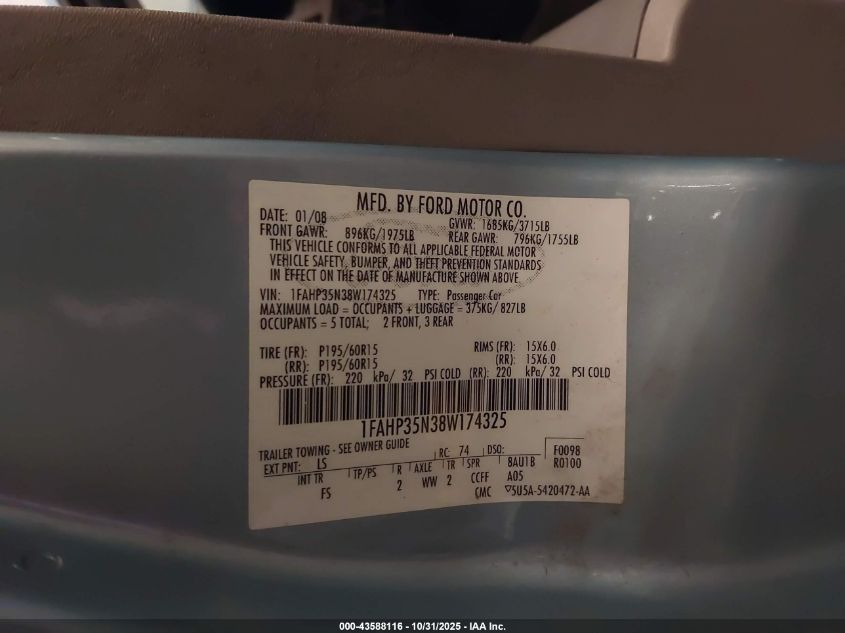 MFD. BY FORD MOTOR CO.
DATE: 01/08 GVWR: 1685KG/3715LB
FRONT GAWR: 896KG/1975LB REAR GAWR: 796KG/1755LB
THIS VEHICLE CONFORMS TO ALL APPLICABLE FEDERAL MOTOR
VEHICLE SAFETY, BUMPER, AND THEFT PREVENTION STANDARDS
IN EFFECT ON THE DATE OF MANUFACTURE SHOWN ABOVE
VIN: 1FAHP35N38W174325 TYPE: Passenger Car
MAXIMUM LOAD = OCCUPANTS + LUGGAGE = 375KG/827LB
OCCUPANTS = 5 TOTAL; 2 FRONT, 3 REAR
TIRE (FR): P195/60R15 RIMS (FR): 15X6.0
(RR): P195/60R15 (RR): 15X6.0
PRESSURE (FR): 220 kPa/ 32 PSI COLD (RR): 220 kPa/ 32 PSI COLD
1FAHP35N38W174325
TRAILER TOWING - SEE OWNER GUIDE RC: 74 DSO: F0098
EXT PNT: LS 8AU1B R0100
INT TR TP/PS R AXLE TR SPR
FS 2 WW 2 CCFF A05
CMC ▽5U5A-5420472-AA
000-43588116 - 10/31/2025 - IAA Inc.